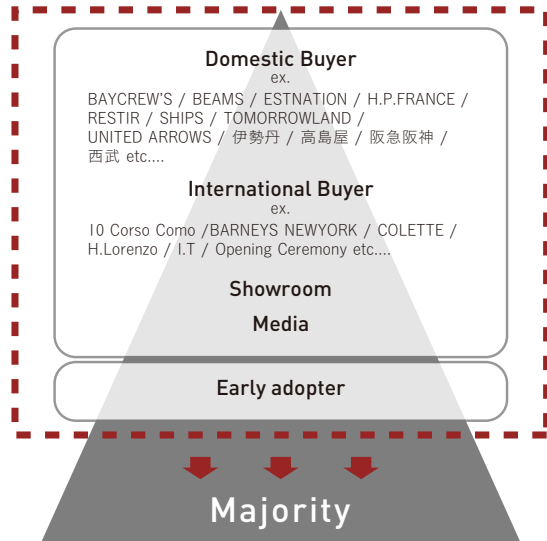 Domestic Buyer
ex.
BAYCREW'S / BEAMS / ESTNATION / H.P.FRANCE /
RESTIR / SHIPS / TOMORROWLAND /
UNITED ARROWS / 伊勢丹 / 高島屋 / 阪急阪神 /
西武 etc....
International Buyer
ex.
10 Corso Como /BARNEYS NEWYORK / COLETTE /
H.Lorenzo / I.T / Opening Ceremony etc....
Showroom
Media
Early adopter
Majority